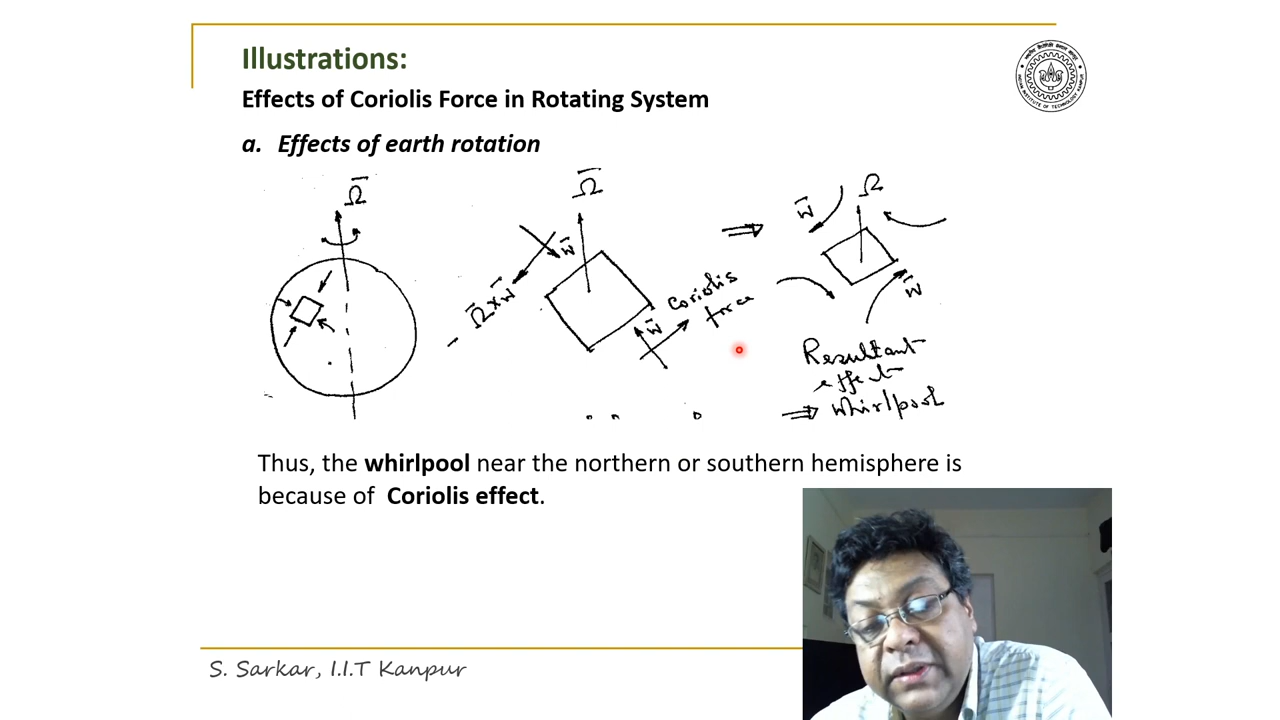 Illustrations:
Effects of Coriolis Force in Rotating System
a. Effects of earth rotation
Ω̄
Ω̄
w̄
- Ω̄ x w̄
w̄
Coriolis
force
⇒
Ω
w̄
w̄
Resultant
effect
⇒ whirlpool
Thus, the whirlpool near the northern or southern hemisphere is
because of Coriolis effect.
S. Sarkar, I.I.T Kanpur